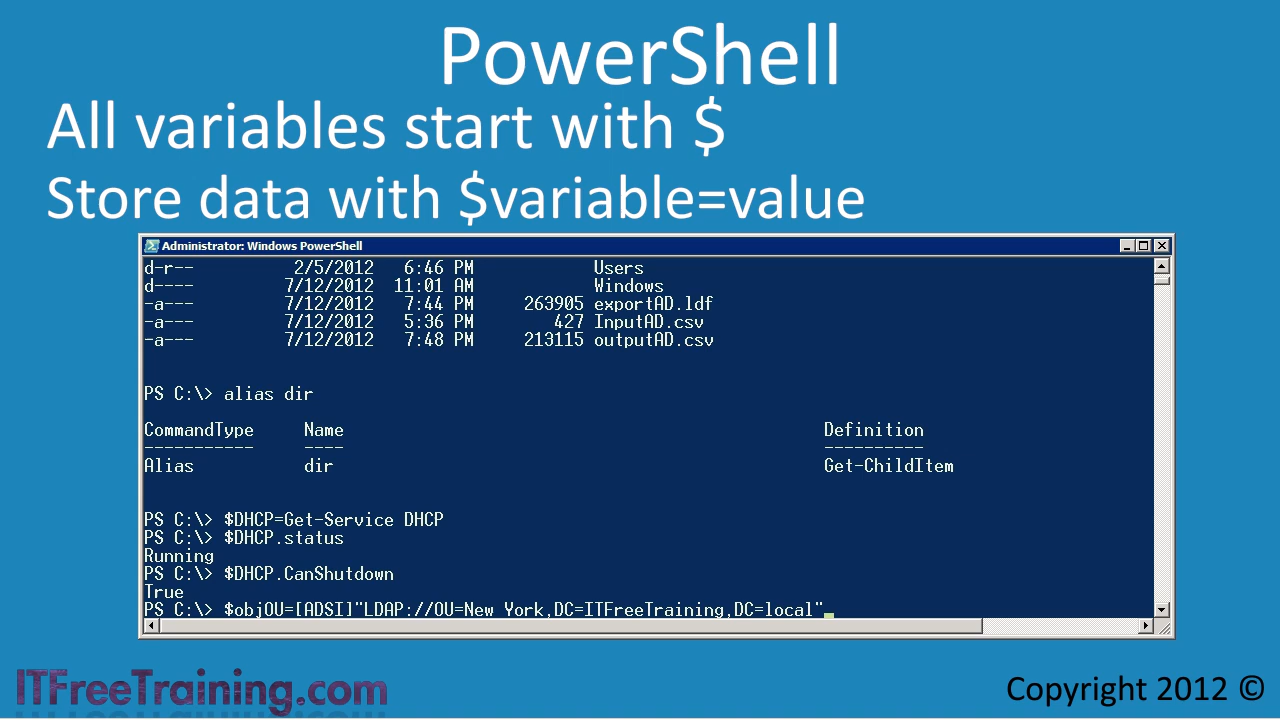 PowerShell
All variables start with $
Store data with $variable=value
Administrator: Windows PowerShell
d-r-- 2/5/2012 6:46 PM Users
d---- 7/12/2012 11:01 AM Windows
-a--- 7/12/2012 7:44 PM 263905 exportAD.ldf
-a--- 7/12/2012 5:36 PM 427 InputAD.csv
-a--- 7/12/2012 7:48 PM 213115 outputAD.csv
PS C:\> alias dir
CommandType Name Definition
----------- ---- ----------
Alias dir Get-ChildItem
PS C:\> $DHCP=Get-Service DHCP
PS C:\> $DHCP.status
Running
PS C:\> $DHCP.CanShutdown
True
PS C:\> $objOU=[ADSI]"LDAP://OU=New York,DC=ITFreeTraining,DC=local"
ITFreeTraining.com
Copyright 2012 ©